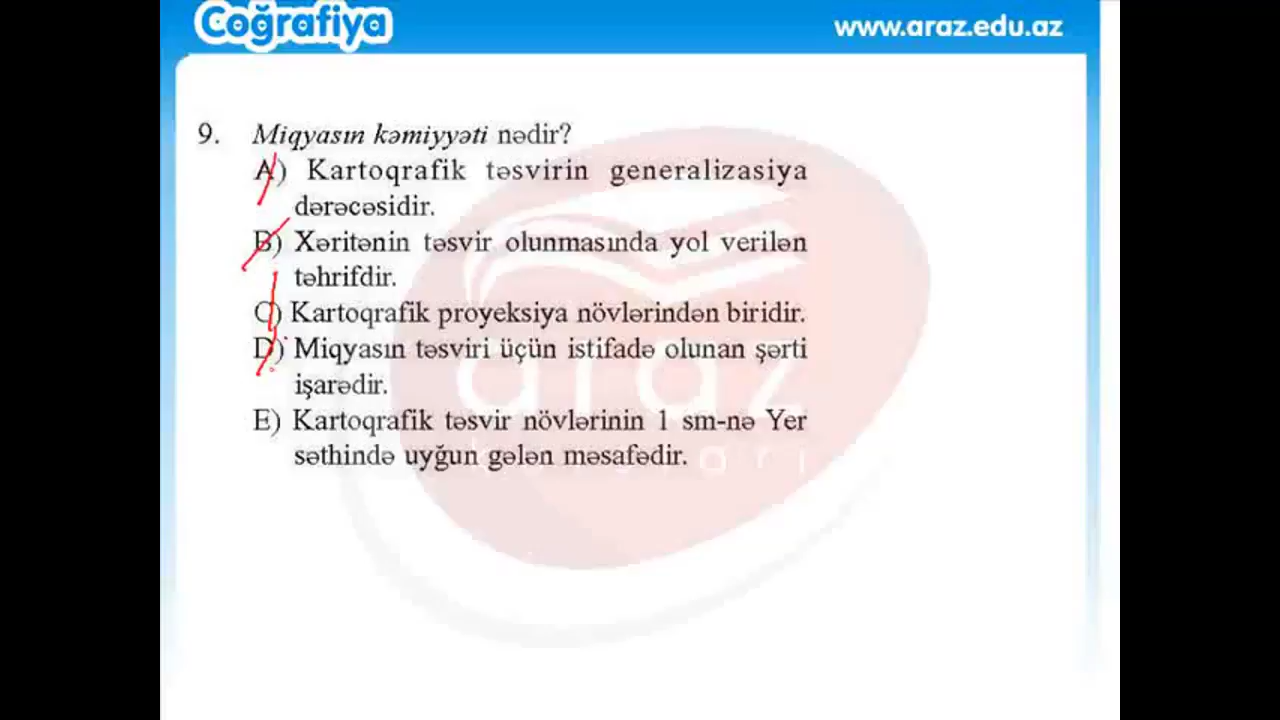 Coğrafiya
www.araz.edu.az
9. Miqyasın kəmiyyəti nədir?
A) Kartoqrafik təsvirin generalizasiya
dərəcəsidir.
B) Xəritənin təsvir olunmasında yol verilən
təhrifdir.
C) Kartoqrafik proyeksiya növlərindən biridir.
D) Miqyasın təsviri üçün istifadə olunan şərti
işarədir.
E) Kartoqrafik təsvir növlərinin 1 sm-nə Yer
səthində uyğun gələn məsafədir.
araz